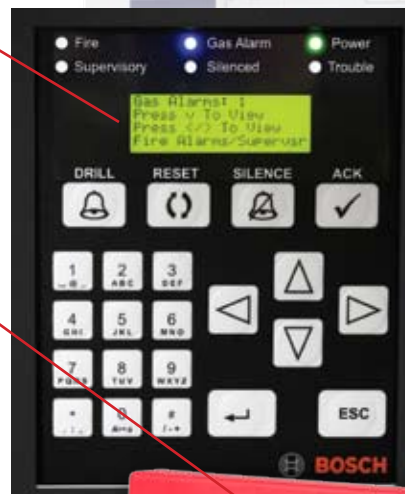 Fire Gas Alarm Power
Supervisory Silenced Trouble
Gas Alarms: 1
Press v To View
Press </> To View
Fire Alarms/Supervsr
DRILL RESET SILENCE ACK
1 2 3
ABC DEF
4 5 6
GHI JKL MNO
7 8 9
PQRS TUV WXYZ
* 0 #
ESC
BOSCH